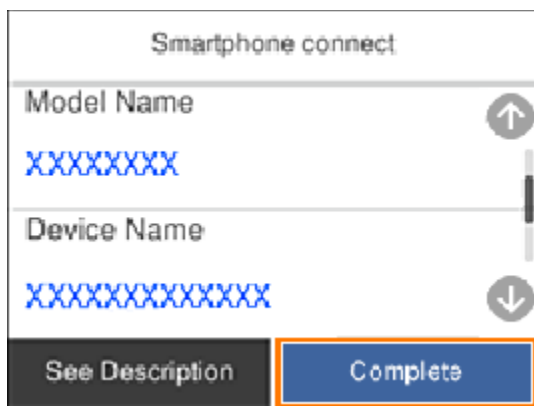 Smartphone connect
Model Name
XXXXXXXX
Device Name
XXXXXXXXXXXXX
See Description
Complete